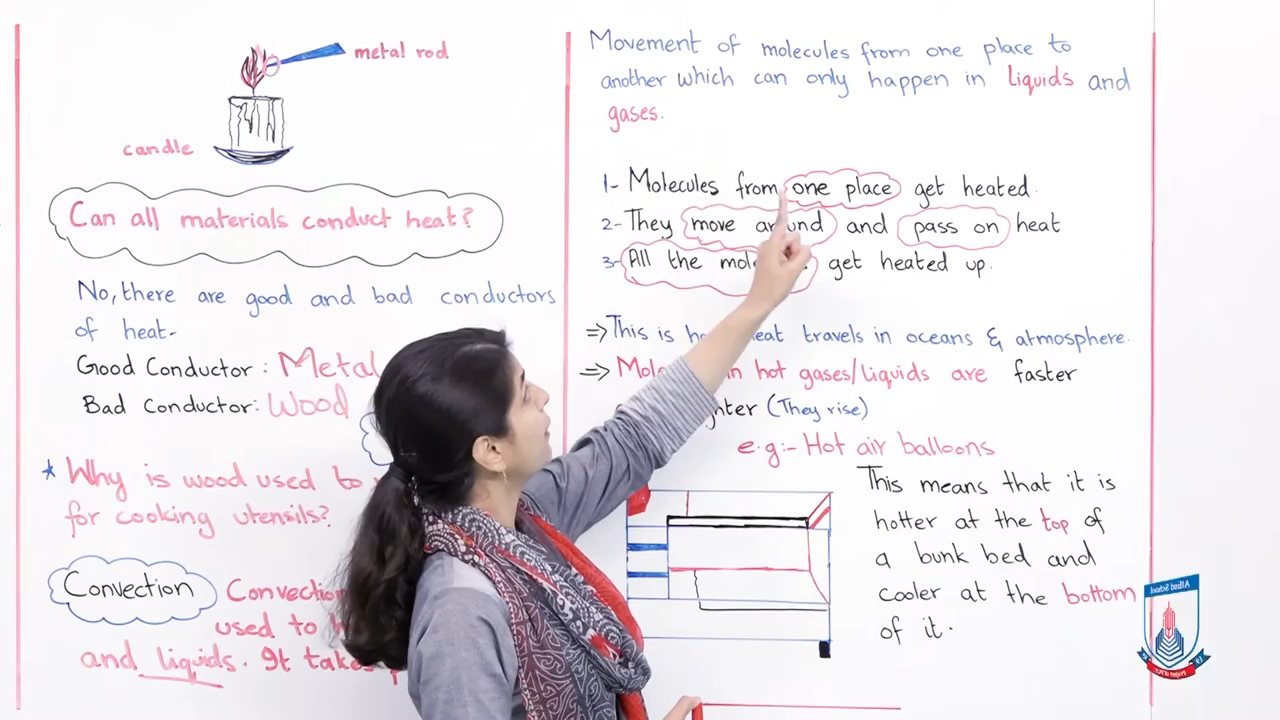 metal rod
candle
Can all materials conduct heat?
No, there are good and bad conductors
of heat-
Good Conductor : Metal
Bad Conductor: Wood
* Why is wood used to
for cooking utensils?
Convection
Convection
used to
and liquids. It takes
Movement of molecules from one place to
another which can only happen in liquids and
gases.
1- Molecules from one place get heated.
2- They move around and pass on heat
3- All the get heated up.
⇒ This is heat travels in oceans & atmosphere.
⇒ in hot gases/liquids are faster
(They rise)
e.g:- Hot air balloons
This means that it is
hotter at the top of
a bunk bed and
cooler at the bottom
of it.
Allied School